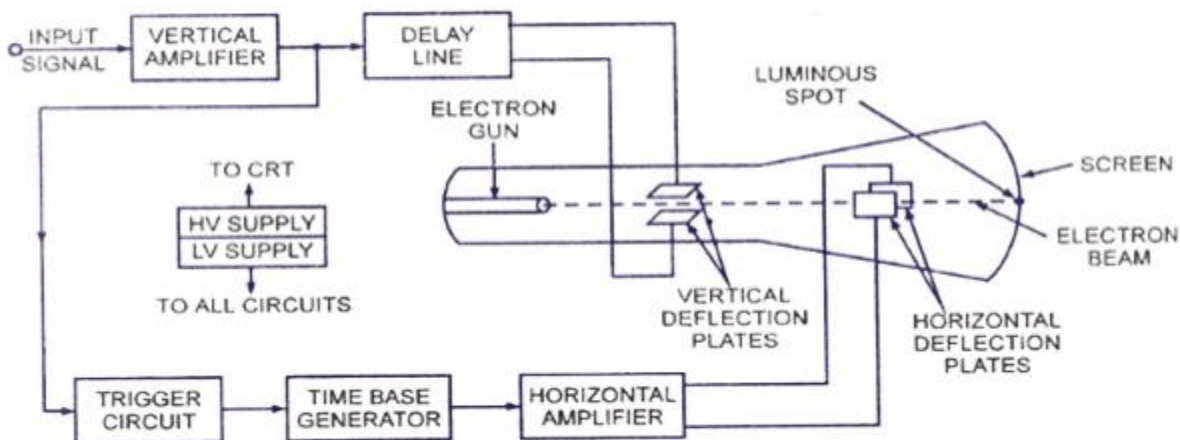 INPUT
SIGNAL
VERTICAL
AMPLIFIER
DELAY
LINE
ELECTRON
GUN
LUMINOUS
SPOT
SCREEN
TO CRT
HV SUPPLY
LV SUPPLY
TO ALL CIRCUITS
ELECTRON
BEAM
VERTICAL
DEFLECTION
PLATES
HORIZONTAL
DEFLECTION
PLATES
TRIGGER
CIRCUIT
TIME BASE
GENERATOR
HORIZONTAL
AMPLIFIER